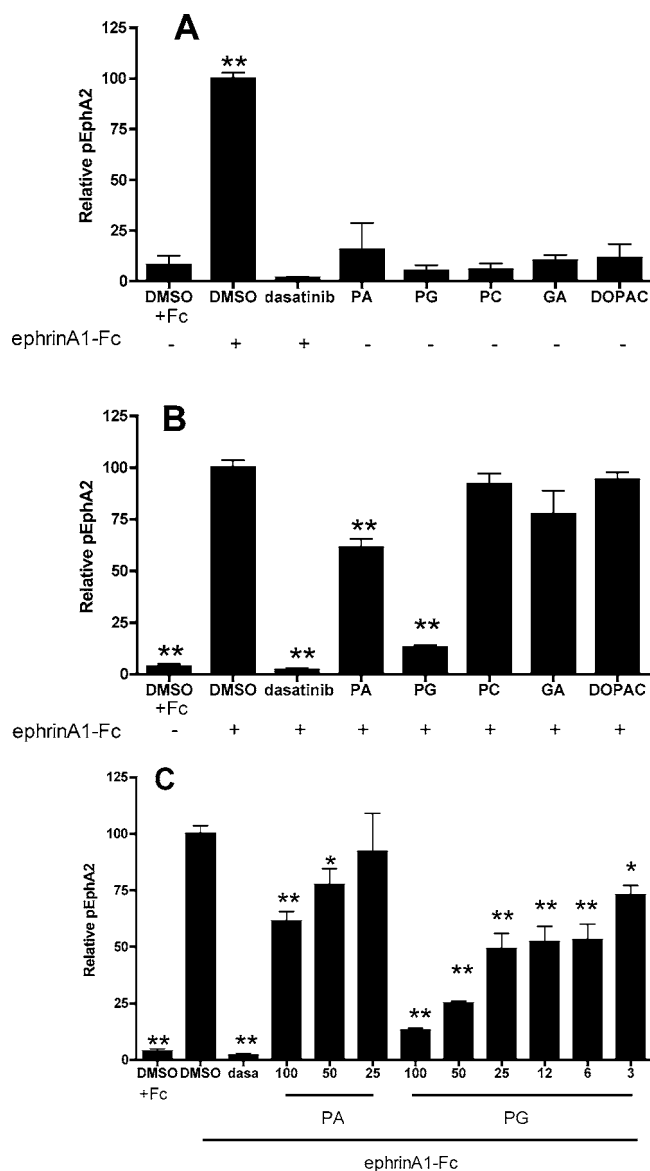 A
125
100
75
50
25
0
Relative pEphA2
**
DMSO DMSO dasatinib PA PG PC GA DOPAC
+Fc
ephrinA1-Fc - + + - - - - -
B
125
100
75
50
25
0
Relative pEphA2
** ** ** **
DMSO DMSO dasatinib PA PG PC GA DOPAC
+Fc
ephrinA1-Fc - + + + + + + +
C
125
100
75
50
25
0
Relative pEphA2
** ** ** * ** ** ** ** ** *
DMSO DMSO dasa 100 50 25 100 50 25 12 6 3
+Fc
PA PG
ephrinA1-Fc